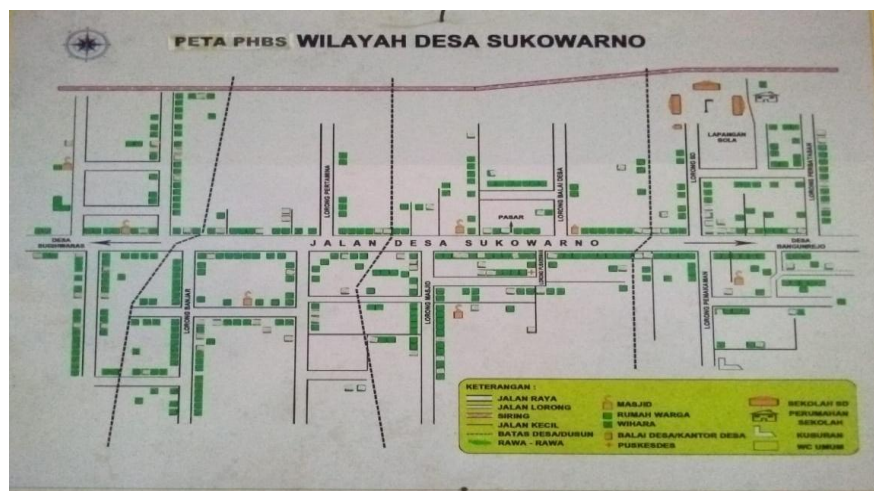 PETA PHBS WILAYAH DESA SUKOWARNO
LAPANGAN
BOLA
LORONG SD
LORONG PERTAMINA
LORONG BALAI DESA
PASAR
DESA
JALAN DESA SUKOWARNO
DESA
LORONG BANJAR
LORONG MASJID
LORONG PEMAKAMAN
KETERANGAN :
JALAN RAYA
JALAN LORONG
SIRING
JALAN KECIL
BATAS DESA/DUSUN
RAWA - RAWA
MASJID
RUMAH WARGA
WIHARA
BALAI DESA/KANTOR DESA
PUSKESDES
SEKOLAH SD
PERUMAHAN
SEKOLAH
KUBURAN
WC UMUM